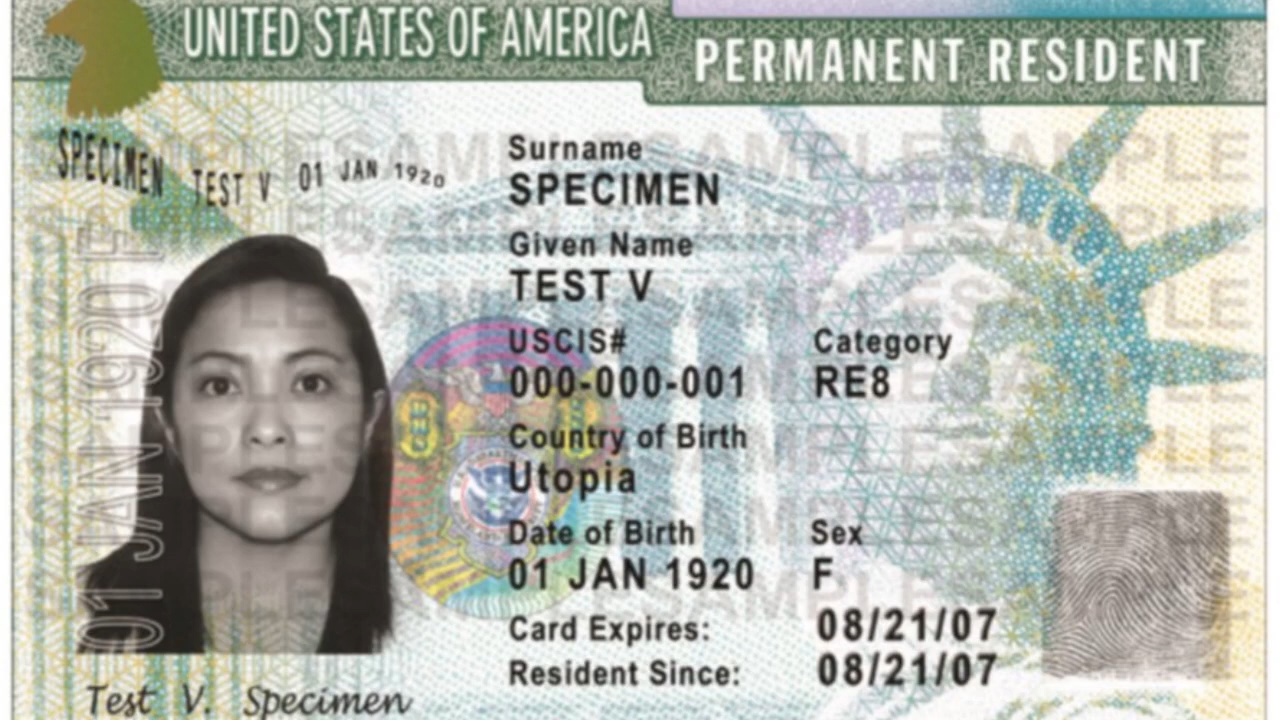 UNITED STATES OF AMERICA
PERMANENT RESIDENT
SPECIMEN TEST V 01 JAN 1920
Surname
SPECIMEN
Given Name
TEST V
USCIS# Category
000-000-001 RE8
Country of Birth
Utopia
Date of Birth Sex
01 JAN 1920 F
Card Expires: 08/21/07
Resident Since: 08/21/07
01 JAN 1920 F
Test V. Specimen
SAMPLESAMPLESAMPLESAMPLE